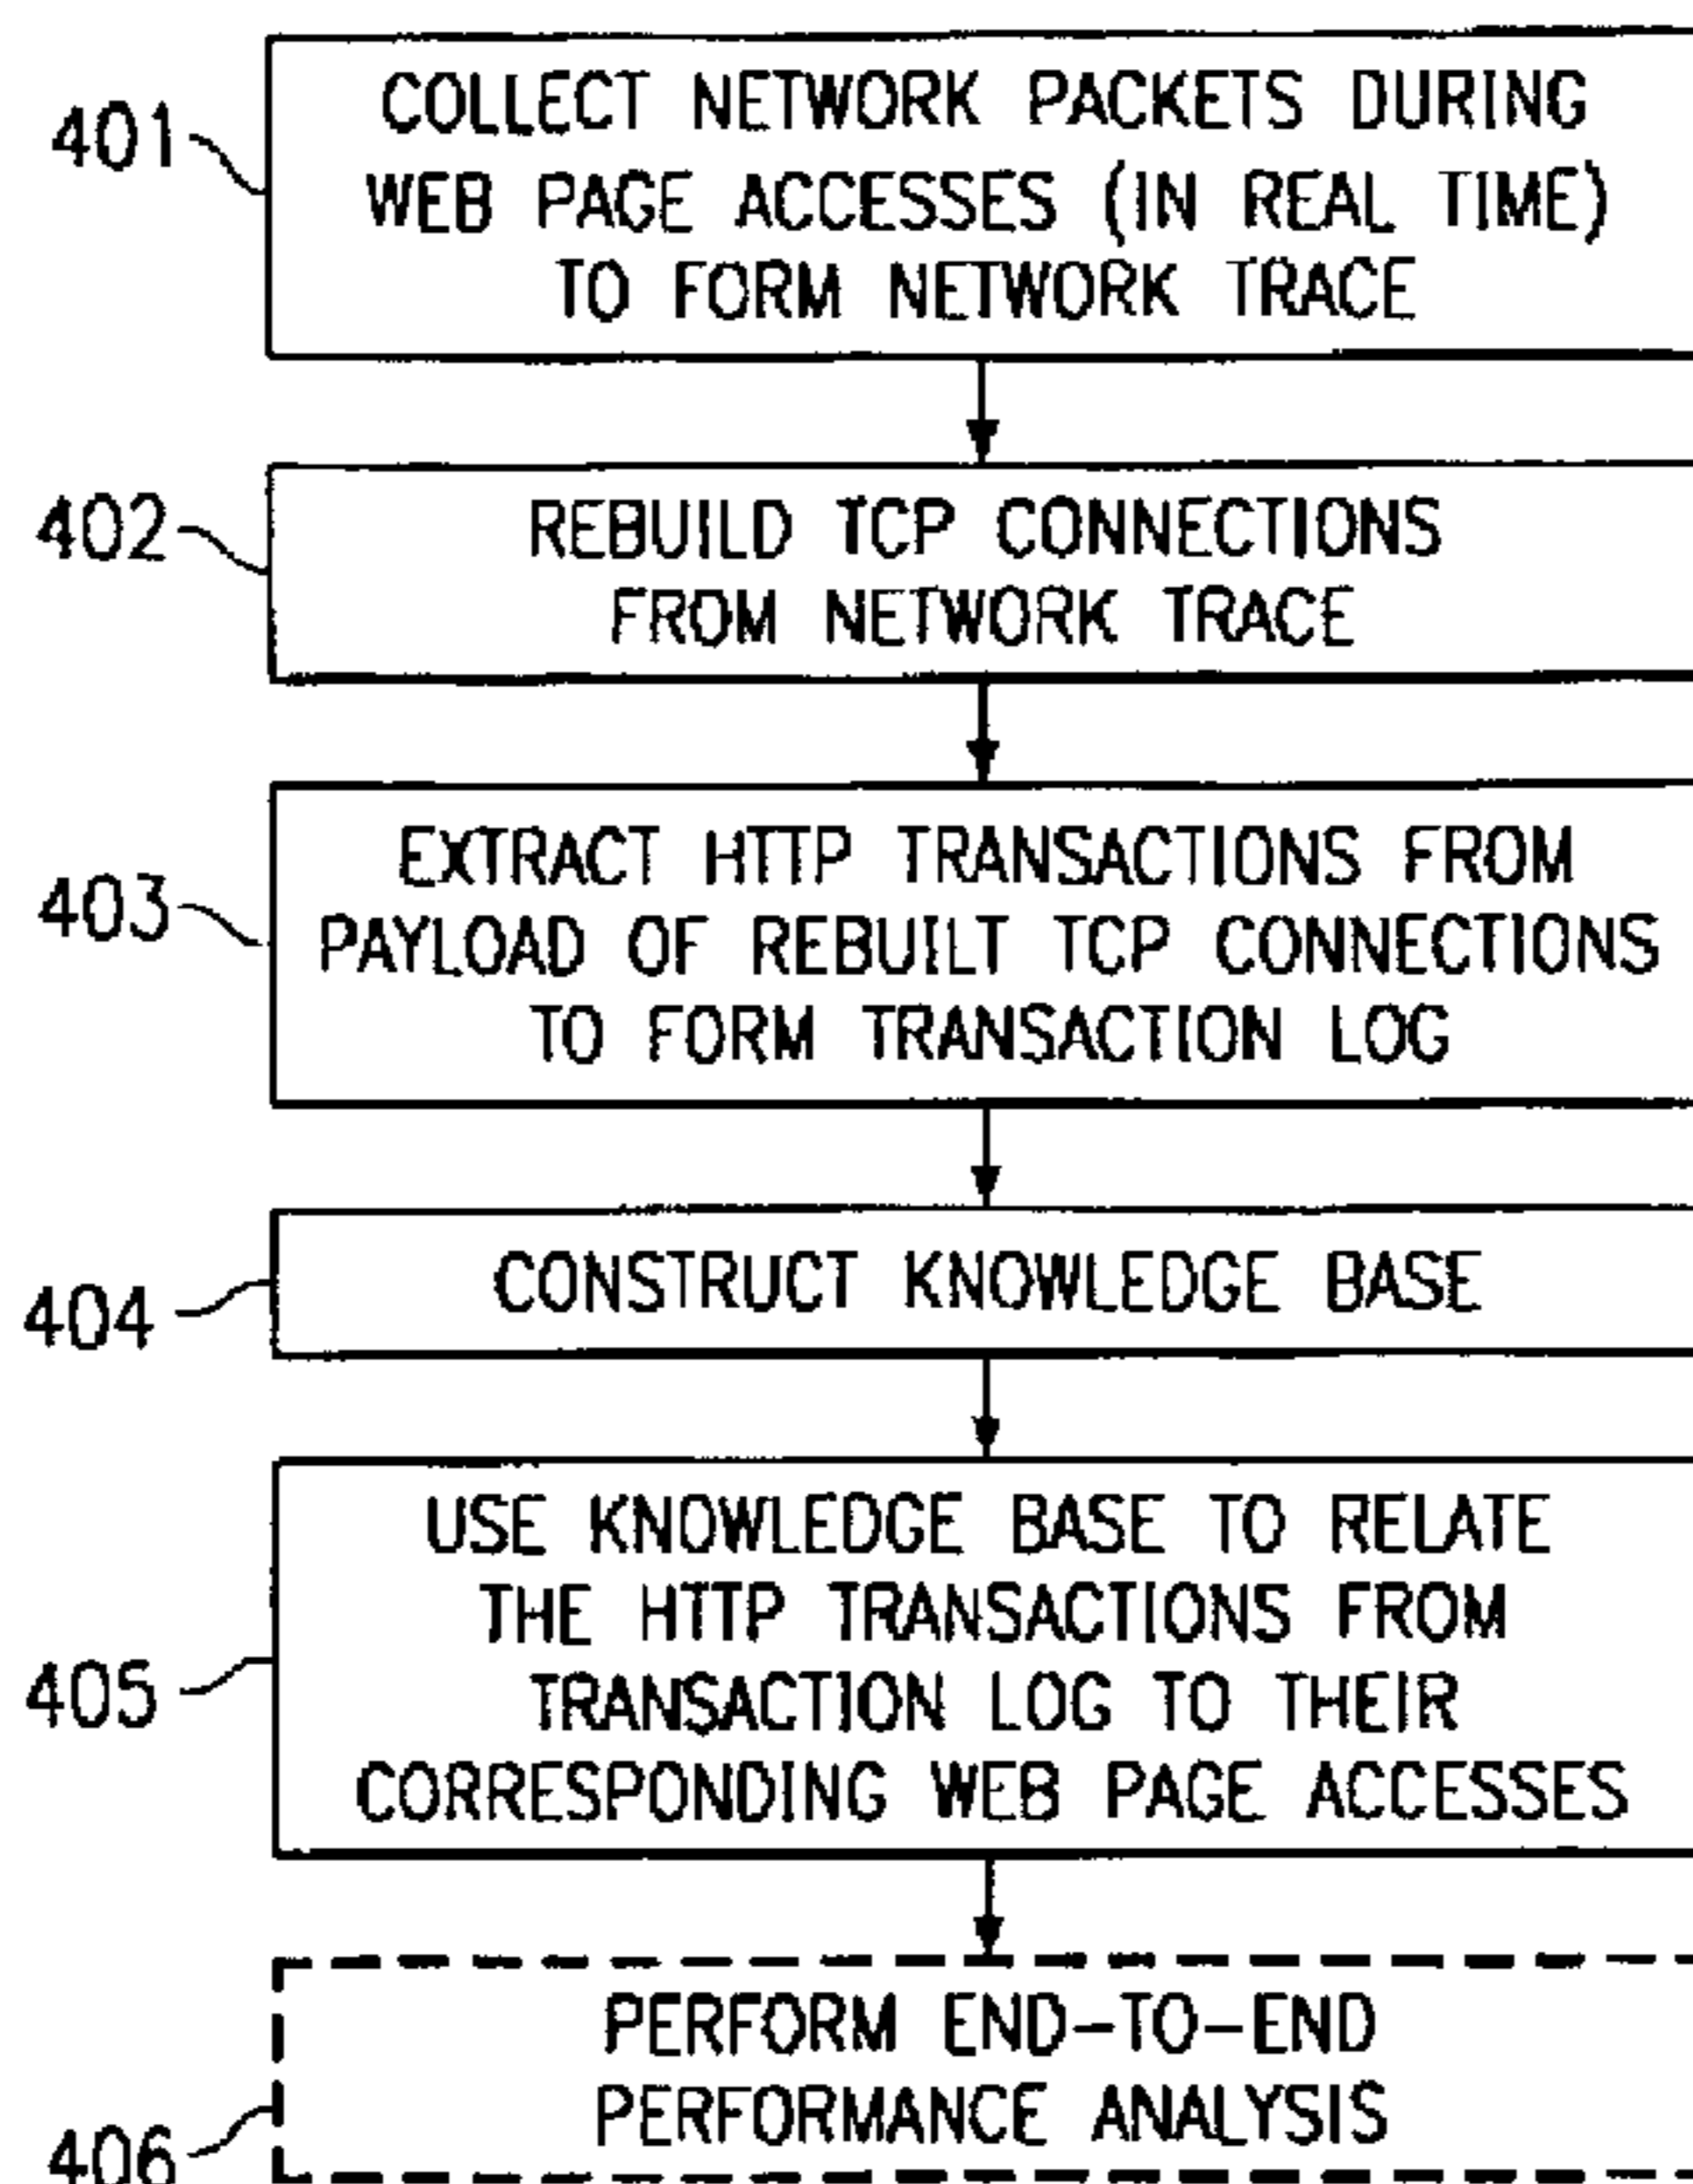 401
COLLECT NETWORK PACKETS DURING
WEB PAGE ACCESSES (IN REAL TIME)
TO FORM NETWORK TRACE
402
REBUILD TCP CONNECTIONS
FROM NETWORK TRACE
403
EXTRACT HTTP TRANSACTIONS FROM
PAYLOAD OF REBUILT TCP CONNECTIONS
TO FORM TRANSACTION LOG
404
CONSTRUCT KNOWLEDGE BASE
405
USE KNOWLEDGE BASE TO RELATE
THE HTTP TRANSACTIONS FROM
TRANSACTION LOG TO THEIR
CORRESPONDING WEB PAGE ACCESSES
406
PERFORM END-TO-END
PERFORMANCE ANALYSIS